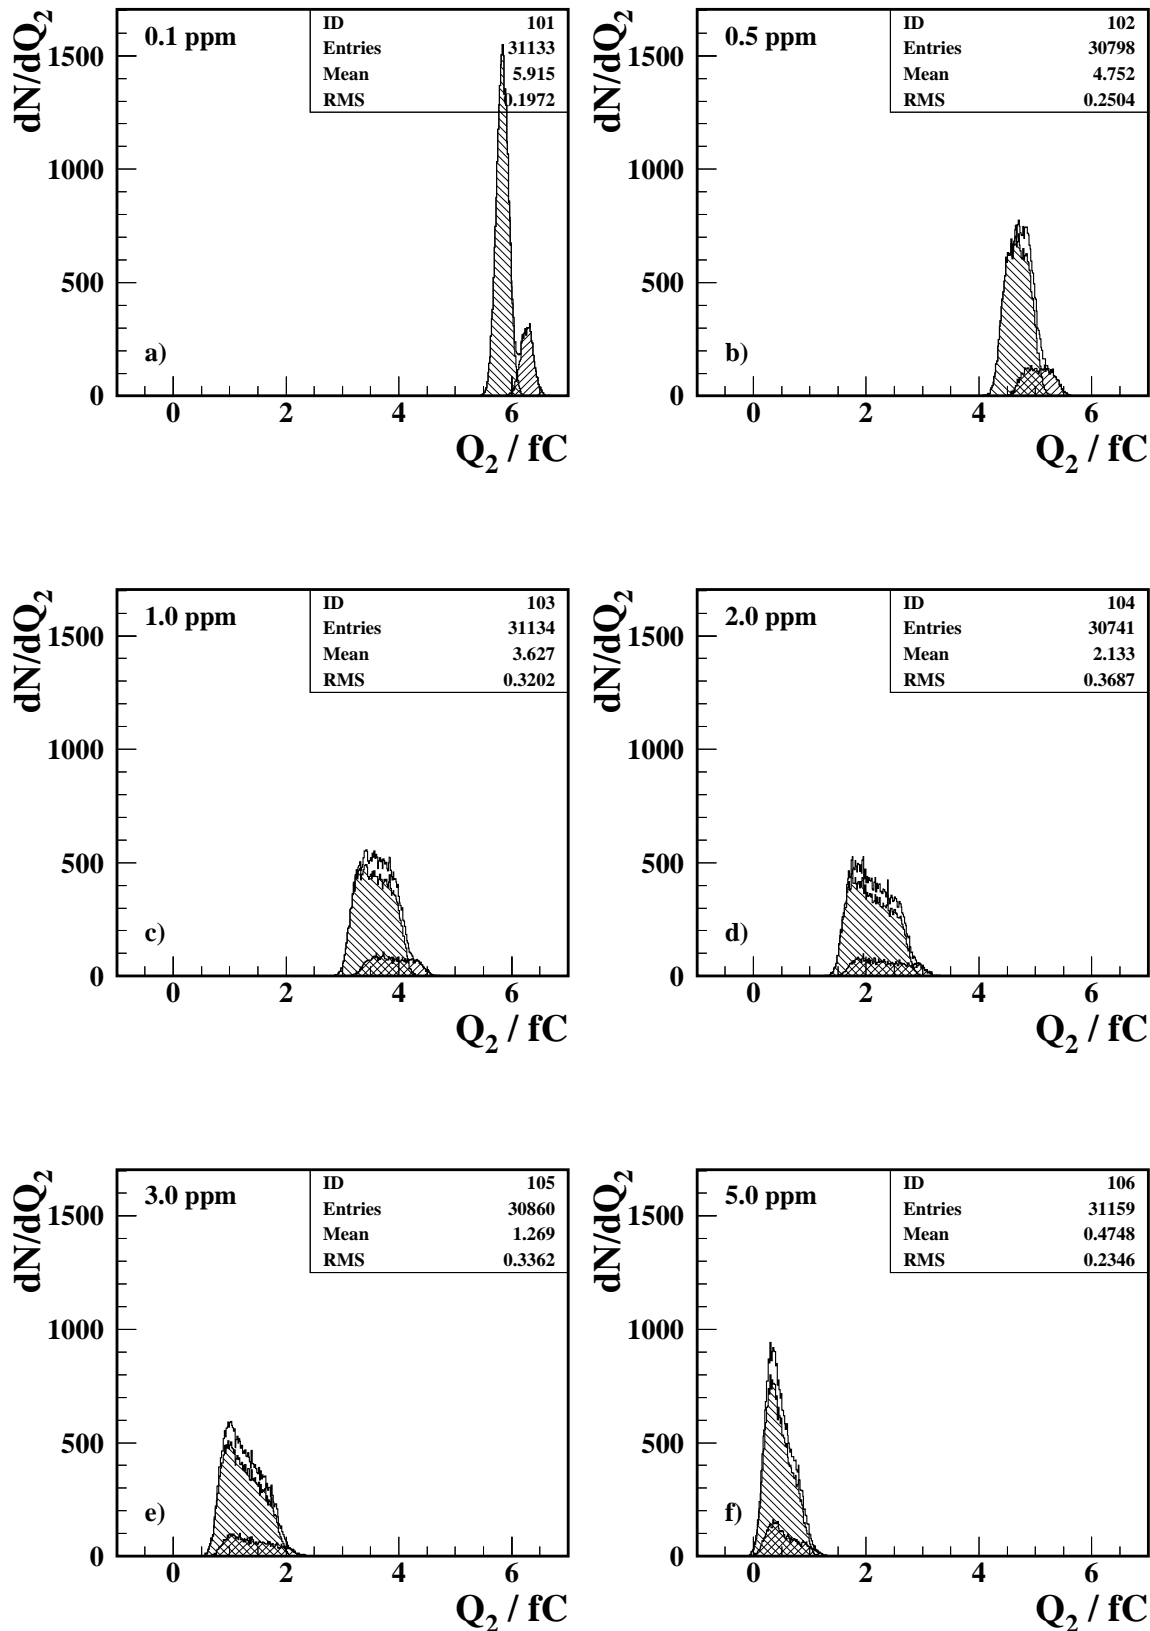 0.1 ppm
ID 101
Entries 31133
Mean 5.915
RMS 0.1972
dN/dQ2
1500
1000
500
0
a)
0 2 4 6
Q2 / fC
0.5 ppm
ID 102
Entries 30798
Mean 4.752
RMS 0.2504
dN/dQ2
1500
1000
500
0
b)
0 2 4 6
Q2 / fC
1.0 ppm
ID 103
Entries 31134
Mean 3.627
RMS 0.3202
dN/dQ2
1500
1000
500
0
c)
0 2 4 6
Q2 / fC
2.0 ppm
ID 104
Entries 30741
Mean 2.133
RMS 0.3687
dN/dQ2
1500
1000
500
0
d)
0 2 4 6
Q2 / fC
3.0 ppm
ID 105
Entries 30860
Mean 1.269
RMS 0.3362
dN/dQ2
1500
1000
500
0
e)
0 2 4 6
Q2 / fC
5.0 ppm
ID 106
Entries 31159
Mean 0.4748
RMS 0.2346
dN/dQ2
1500
1000
500
0
f)
0 2 4 6
Q2 / fC